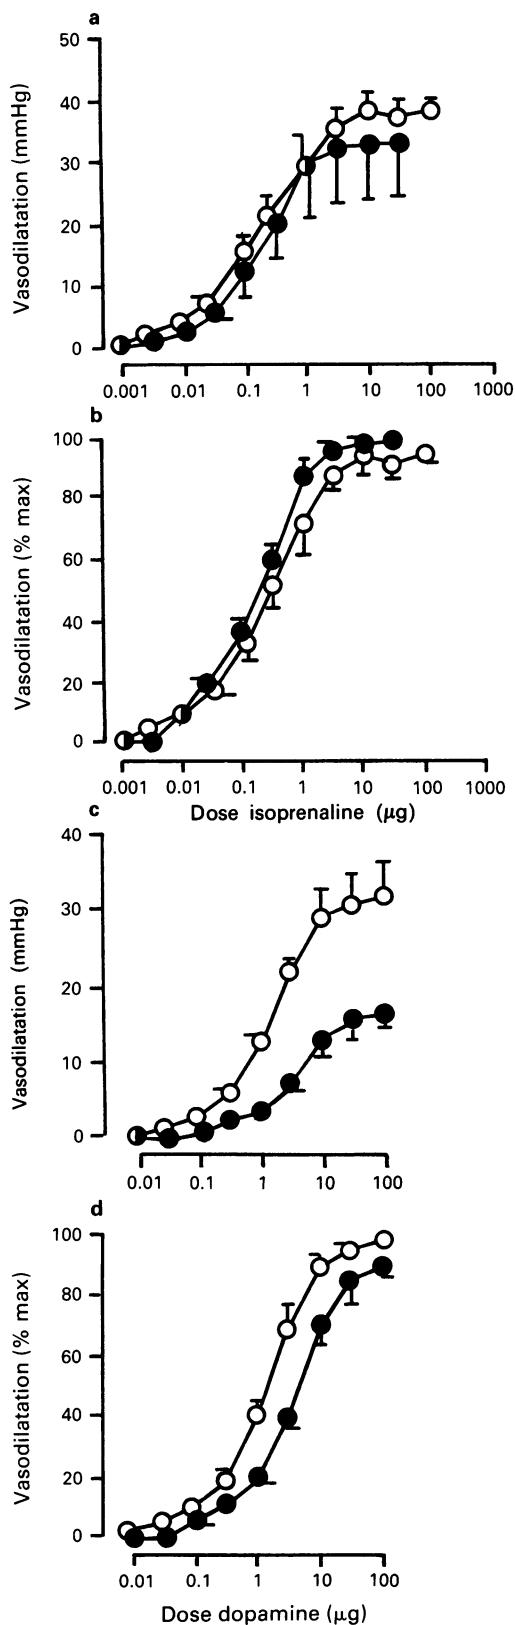 a
Vasodilatation (mmHg)
50
40
30
20
10
0
0.001 0.01 0.1 1 10 100 1000
b
Vasodilatation (% max)
100
80
60
40
20
0
0.001 0.01 0.1 1 10 100 1000
Dose isoprenaline (μg)
c
Vasodilatation (mmHg)
40
30
20
10
0
0.01 0.1 1 10 100
d
Vasodilatation (% max)
100
80
60
40
20
0
0.01 0.1 1 10 100
Dose dopamine (μg)